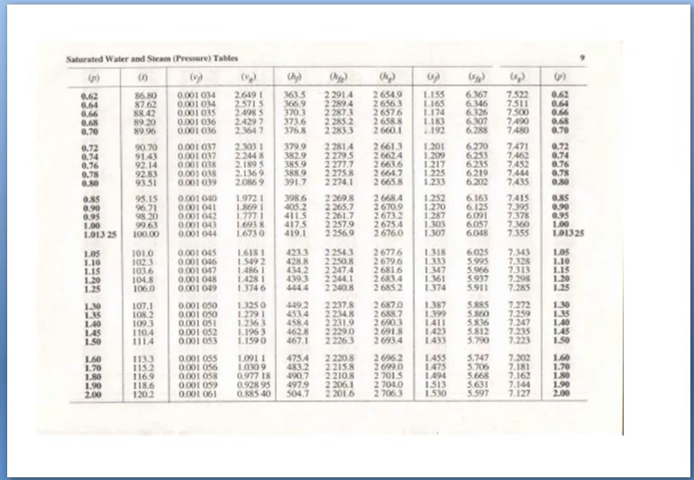 Saturated Water and Steam (Pressure) Tables 9
(p) (t) (vf) (vg) (hf) (hfg) (hg) (sf) (sfg) (sg) (p)
0.62 86.80 0.001 034 2.649 1 363.5 2 291.4 2 654.9 1.155 6.367 7.522 0.62
0.64 87.62 0.001 034 2.571 5 366.9 2 289.4 2 656.3 1.165 6.346 7.511 0.64
0.66 88.42 0.001 035 2.498 5 370.3 2 287.3 2 657.6 1.174 6.326 7.500 0.66
0.68 89.20 0.001 036 2.429 7 373.6 2 285.2 2 658.8 1.183 6.307 7.490 0.68
0.70 89.96 0.001 036 2.364 7 376.8 2 283.3 2 660.1 1.192 6.288 7.480 0.70
0.72 90.70 0.001 037 2.303 1 379.9 2 281.4 2 661.3 1.201 6.270 7.471 0.72
0.74 91.43 0.001 037 2.244 8 382.9 2 279.5 2 662.4 1.209 6.253 7.462 0.74
0.76 92.14 0.001 038 2.189 5 385.9 2 277.7 2 663.6 1.217 6.235 7.452 0.76
0.78 92.83 0.001 038 2.136 9 388.9 2 275.8 2 664.7 1.225 6.219 7.444 0.78
0.80 93.51 0.001 039 2.086 9 391.7 2 274.1 2 665.8 1.233 6.202 7.435 0.80
0.85 95.15 0.001 040 1.972 1 398.6 2 269.8 2 668.4 1.252 6.163 7.415 0.85
0.90 96.71 0.001 041 1.869 1 405.2 2 265.7 2 670.9 1.270 6.125 7.395 0.90
0.95 98.20 0.001 042 1.777 1 411.5 2 261.7 2 673.2 1.287 6.091 7.378 0.95
1.00 99.63 0.001 043 1.693 8 417.5 2 257.9 2 675.4 1.303 6.057 7.360 1.00
1.013 25 100.00 0.001 044 1.673 0 419.1 2 256.9 2 676.0 1.307 6.048 7.355 1.013 25
1.05 101.0 0.001 045 1.618 1 423.3 2 254.3 2 677.6 1.318 6.025 7.343 1.05
1.10 102.3 0.001 046 1.549 2 428.8 2 250.8 2 679.6 1.333 5.995 7.328 1.10
1.15 103.6 0.001 047 1.486 1 434.2 2 247.4 2 681.6 1.347 5.966 7.313 1.15
1.20 104.8 0.001 048 1.428 1 439.3 2 244.1 2 683.4 1.361 5.937 7.298 1.20
1.25 106.0 0.001 049 1.374 6 444.4 2 240.8 2 685.2 1.374 5.911 7.285 1.25
1.30 107.1 0.001 050 1.325 0 449.2 2 237.8 2 687.0 1.387 5.885 7.272 1.30
1.35 108.2 0.001 050 1.279 1 453.4 2 234.8 2 688.7 1.399 5.860 7.259 1.35
1.40 109.3 0.001 051 1.236 3 458.4 2 231.9 2 690.3 1.411 5.836 7.247 1.40
1.45 110.4 0.001 052 1.196 3 462.8 2 229.0 2 691.8 1.423 5.812 7.235 1.45
1.50 111.4 0.001 053 1.159 0 467.1 2 226.3 2 693.4 1.433 5.790 7.223 1.50
1.60 113.3 0.001 055 1.091 1 475.4 2 220.8 2 696.2 1.455 5.747 7.202 1.60
1.70 115.2 0.001 056 1.030 9 483.2 2 215.8 2 699.0 1.475 5.706 7.181 1.70
1.80 116.9 0.001 058 0.977 18 490.7 2 210.8 2 701.5 1.494 5.668 7.162 1.80
1.90 118.6 0.001 059 0.928 95 497.9 2 206.1 2 704.0 1.513 5.631 7.144 1.90
2.00 120.2 0.001 061 0.885 40 504.7 2 201.6 2 706.3 1.530 5.597 7.127 2.00